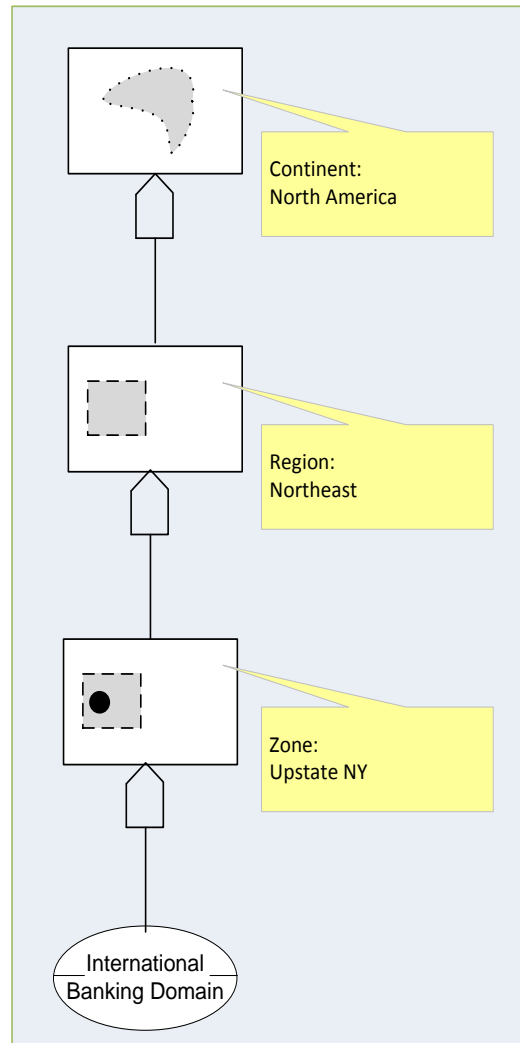 Continent:
North America
Region:
Northeast
Zone:
Upstate NY
International
Banking Domain